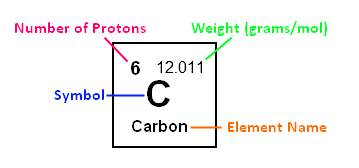 Number of Protons
Weight (grams/mol)
6 12.011
Symbol
C
Carbon
Element Name